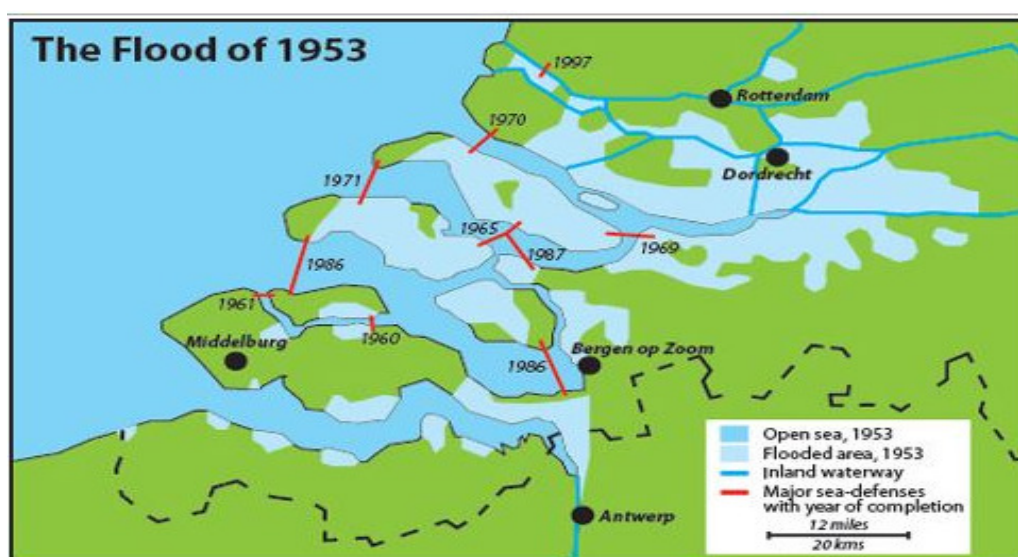 The Flood of 1953
1997
Rotterdam
1970
Dordrecht
1971
1965
1969
1987
1986
1961
Middelburg
1960
Bergen op Zoom
1986
Open sea, 1953
Flooded area, 1953
Inland waterway
Major sea-defenses
with year of completion
12 miles
20 kms
Antwerp